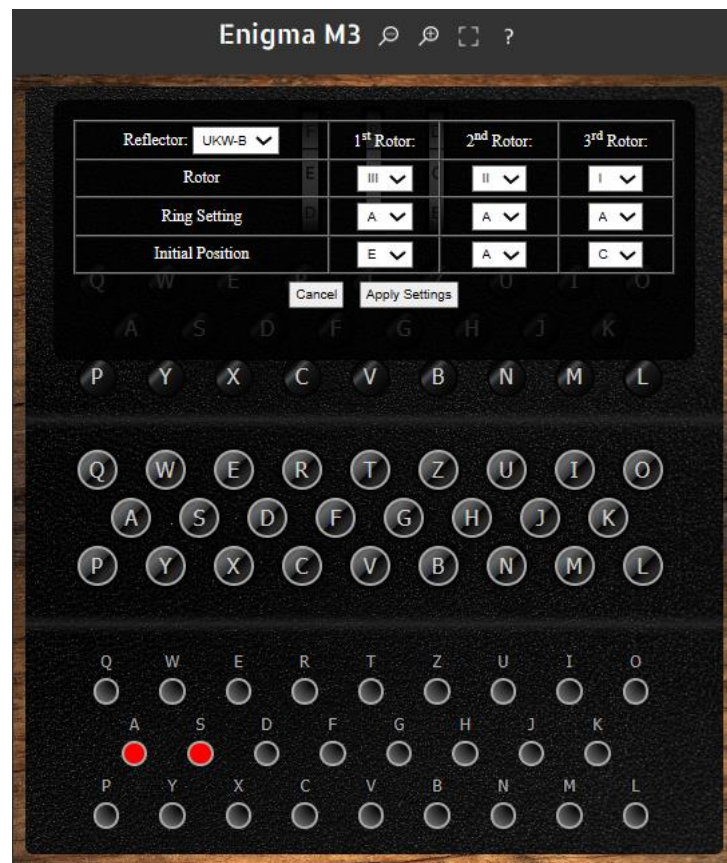 Enigma M3 ?
Reflector: UKW-B 1st Rotor: 2nd Rotor: 3rd Rotor:
Rotor III II I
Ring Setting A A A
Initial Position E A C
Q W E U I O
Cancel Apply Settings
A S D F G H J K
P Y X C V B N M L
Q W E R T Z U I O
A S D F G H J K
P Y X C V B N M L
Q W E R T Z U I O
A S D F G H J K
P Y X C V B N M L